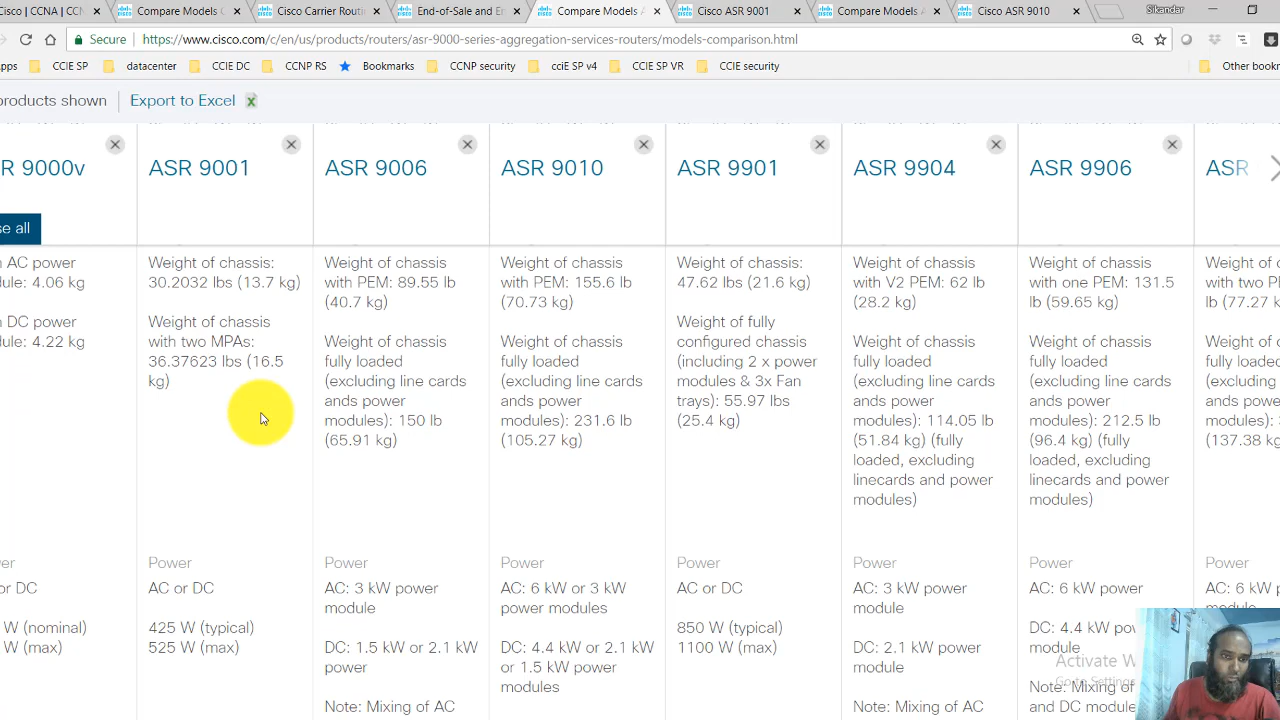 Cisco | CCNA | CC
Compare Models
Cisco Carrier Routin
End-of-Sale and En
Compare Models A
Cisco ASR 9001
Compare Models A
Cisco ASR 9010
Sikandar
Secure
https://www.cisco.com/c/en/us/products/routers/asr-9000-series-aggregation-services-routers/models-comparison.html
pps
CCIE SP
datacenter
CCIE DC
CCNP RS
Bookmarks
CCNP security
cciE SP v4
CCIE SP VR
CCIE security
Other bookm
products shown
Export to Excel
R 9000v
ASR 9001
ASR 9006
ASR 9010
ASR 9901
ASR 9904
ASR 9906
ASR
se all
AC power
ule: 4.06 kg
DC power
ule: 4.22 kg
Weight of chassis:
30.2032 lbs (13.7 kg)
Weight of chassis
with two MPAs:
36.37623 lbs (16.5
kg)
Weight of chassis
with PEM: 89.55 lb
(40.7 kg)
Weight of chassis
fully loaded
(excluding line cards
ands power
modules): 150 lb
(65.91 kg)
Weight of chassis
with PEM: 155.6 lb
(70.73 kg)
Weight of chassis
fully loaded
(excluding line cards
ands power
modules): 231.6 lb
(105.27 kg)
Weight of chassis:
47.62 lbs (21.6 kg)
Weight of fully
configured chassis
(including 2 x power
modules & 3x Fan
trays): 55.97 lbs
(25.4 kg)
Weight of chassis
with V2 PEM: 62 lb
(28.2 kg)
Weight of chassis
fully loaded
(excluding line cards
ands power
modules): 114.05 lb
(51.84 kg) (fully
loaded, excluding
linecards and power
modules)
Weight of chassis
with one PEM: 131.5
lb (59.65 kg)
Weight of chassis
fully loaded
(excluding line cards
ands power
modules): 212.5 lb
(96.4 kg) (fully
loaded, excluding
linecards and power
modules)
Weight of
with two P
lb (77.27 k
Weight of
fully loade
(excluding
ands powe
modules):
(137.38 kg
wer
or DC
W (nominal)
W (max)
Power
AC or DC
425 W (typical)
525 W (max)
Power
AC: 3 kW power
module
DC: 1.5 kW or 2.1 kW
power
Note: Mixing of AC
Power
AC: 6 kW or 3 kW
power modules
DC: 4.4 kW or 2.1 kW
or 1.5 kW power
modules
Power
AC or DC
850 W (typical)
1100 W (max)
Power
AC: 3 kW power
module
DC: 2.1 kW power
module
Note: Mixing of AC
Power
AC: 6 kW power
DC: 4.4 kW pow
module
Note: Mixing of
and DC module
Power
AC: 6 kW p
Activate W
Go to Settings